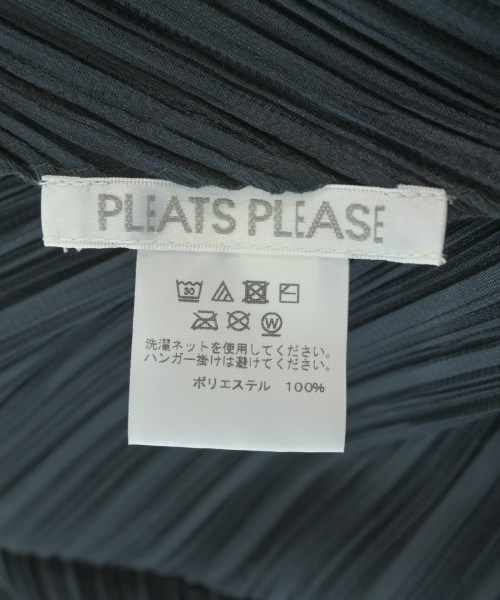 PLEATS PLEASE
30
W
洗濯ネットを使用してください。
ハンガー掛けは避けてください。
ポリエステル 100%